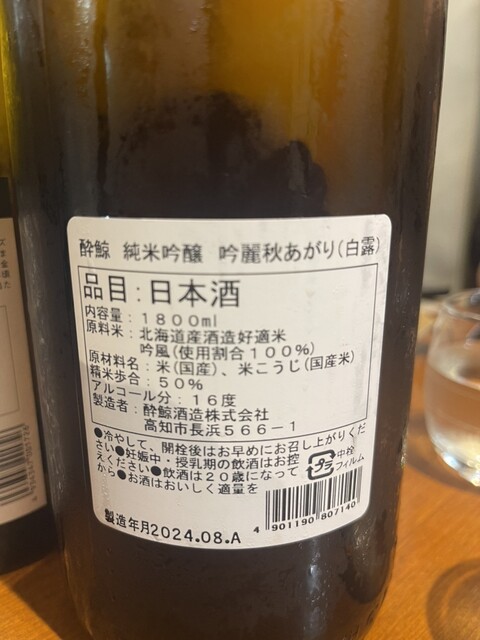 酔鯨 純米吟醸 吟麗秋あがり(白露)
品目:日本酒
内容量:1800ml
原料米:北海道産酒造好適米
吟風(使用割合100%)
原材料名:米(国産)、米こうじ(国産米)
精米歩合:50%
アルコール分:16度
製造者:酔鯨酒造株式会社
高知市長浜566-1
●冷やして、開栓後はお早めにお召し上がりくだ
さい●妊娠中・授乳期の飲酒はお控
えください●飲酒は20歳になって
から●お酒はおいしく適量を
プラ
中栓
フィルム
製造年月2024.08.A
4 901190 807140